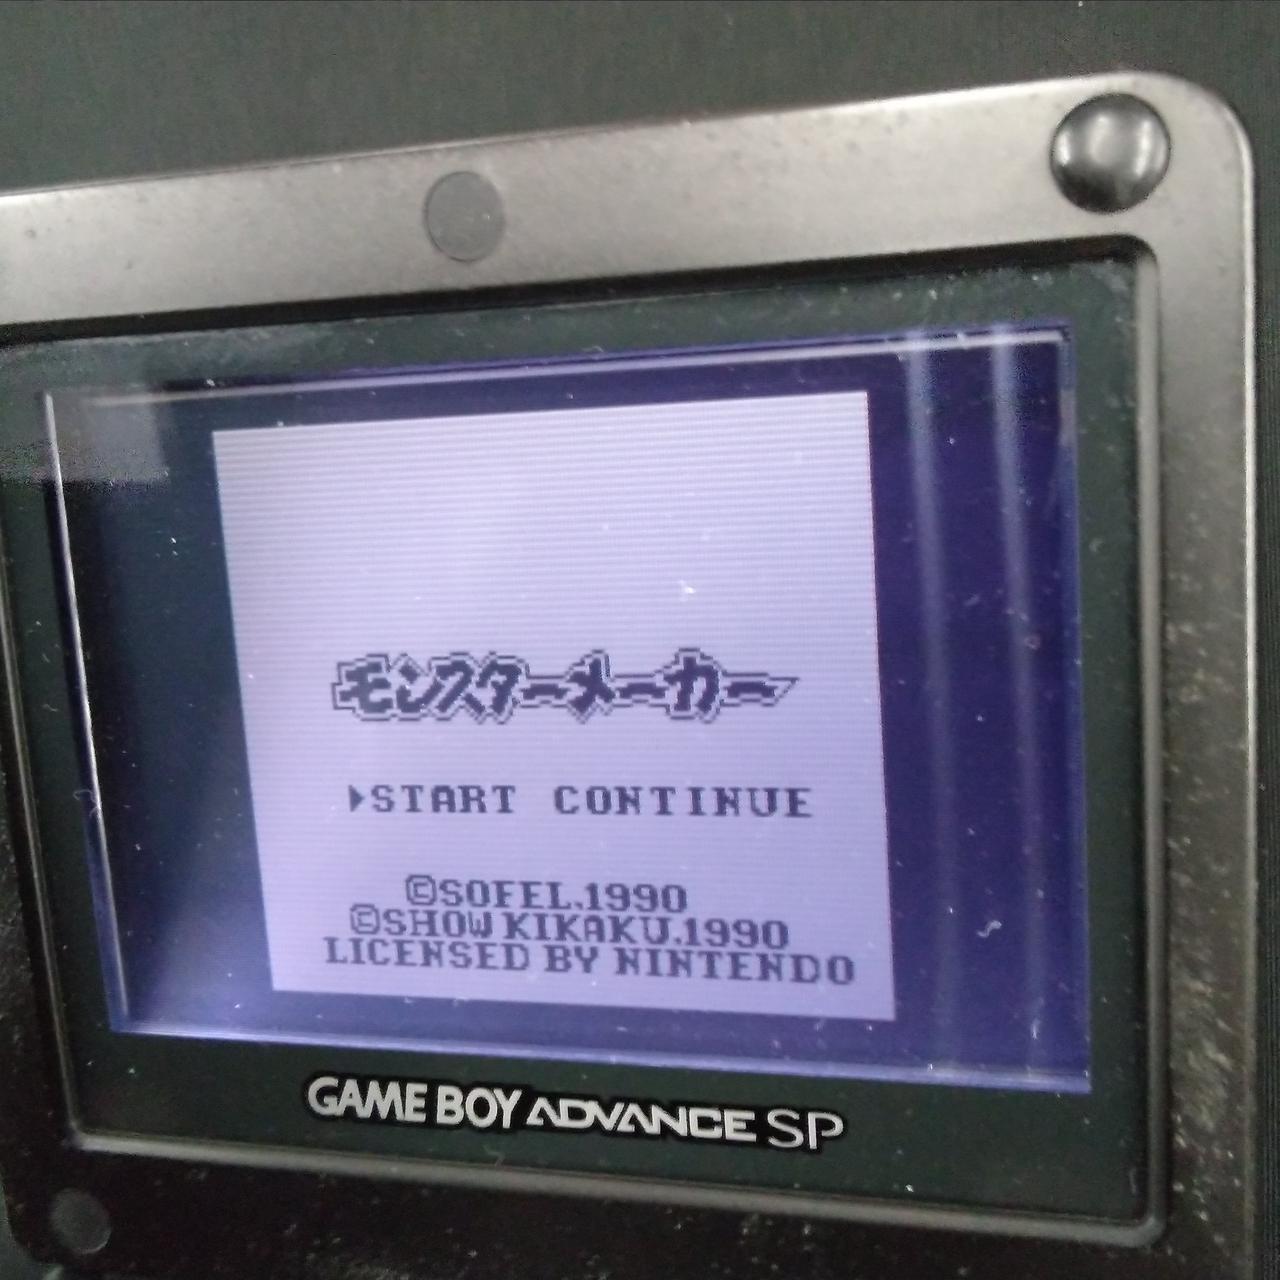 モンスターメーカー
▶START CONTINUE
©SOFEL.1990
©SHOW KIKAKU.1990
LICENSED BY NINTENDO
GAME BOY ADVANCE SP